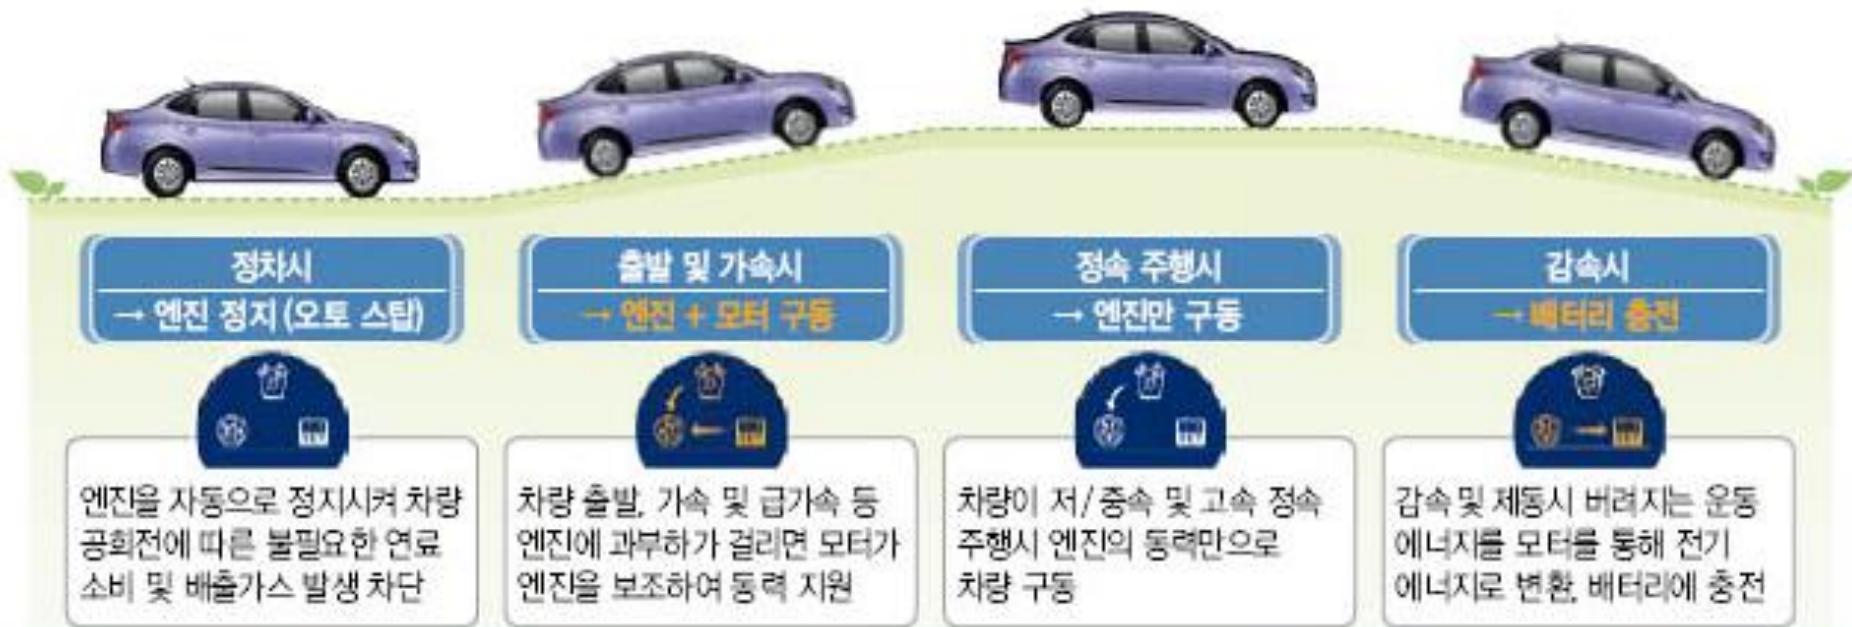 정차시
→ 엔진 정지 (오토 스탑)
엔진을 자동으로 정지시켜 차량
공회전에 따른 불필요한 연료
소비 및 배출가스 발생 차단
출발 및 가속시
→ 엔진 + 모터 구동
차량 출발, 가속 및 급가속 등
엔진에 과부하가 걸리면 모터가
엔진을 보조하여 동력 지원
정속 주행시
→ 엔진만 구동
차량이 저/중속 및 고속 정속
주행시 엔진의 동력만으로
차량 구동
감속시
→ 배터리 충전
감속 및 제동시 버려지는 운동
에너지를 모터를 통해 전기
에너지로 변환, 배터리에 충전